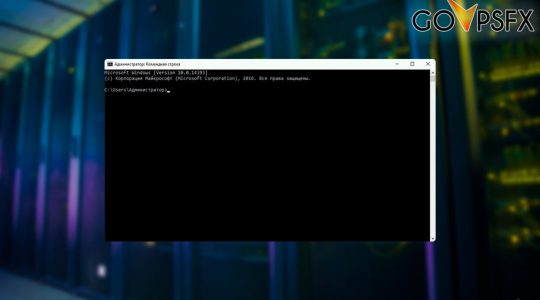 GOVPSFX
Администратор: Командная строка
Microsoft Windows [Version 10.0.14393]
(c) Корпорация Майкрософт (Microsoft Corporation), 2016. Все права защищены.
C:\Users\Администратор>